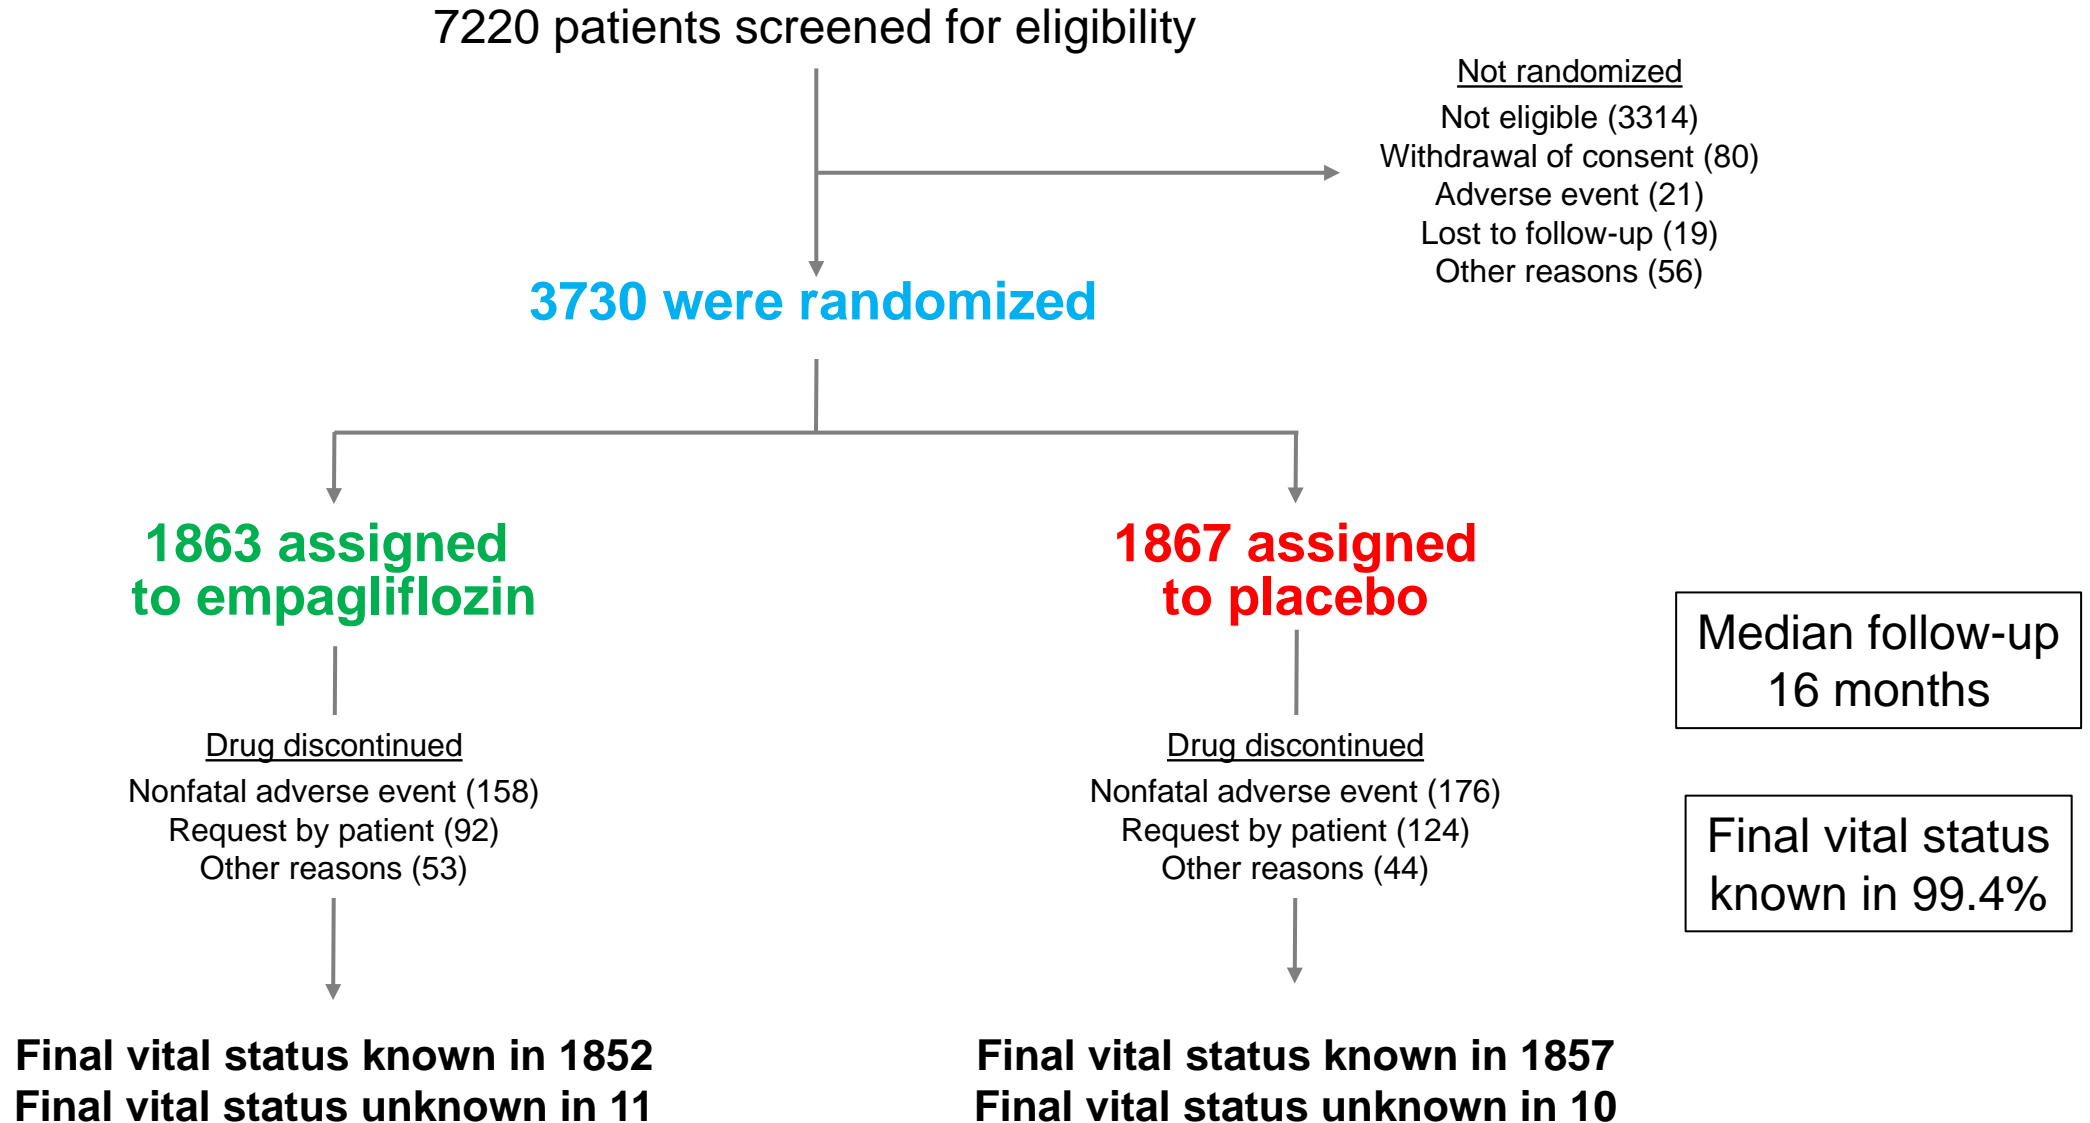 7220 patients screened for eligibility
Not randomized
Not eligible (3314)
Withdrawal of consent (80)
Adverse event (21)
Lost to follow-up (19)
Other reasons (56)
3730 were randomized
1863 assigned
to empagliflozin
1867 assigned
to placebo
Median follow-up
16 months
Drug discontinued
Nonfatal adverse event (158)
Request by patient (92)
Other reasons (53)
Drug discontinued
Nonfatal adverse event (176)
Request by patient (124)
Other reasons (44)
Final vital status
known in 99.4%
Final vital status known in 1852
Final vital status unknown in 11
Final vital status known in 1857
Final vital status unknown in 10